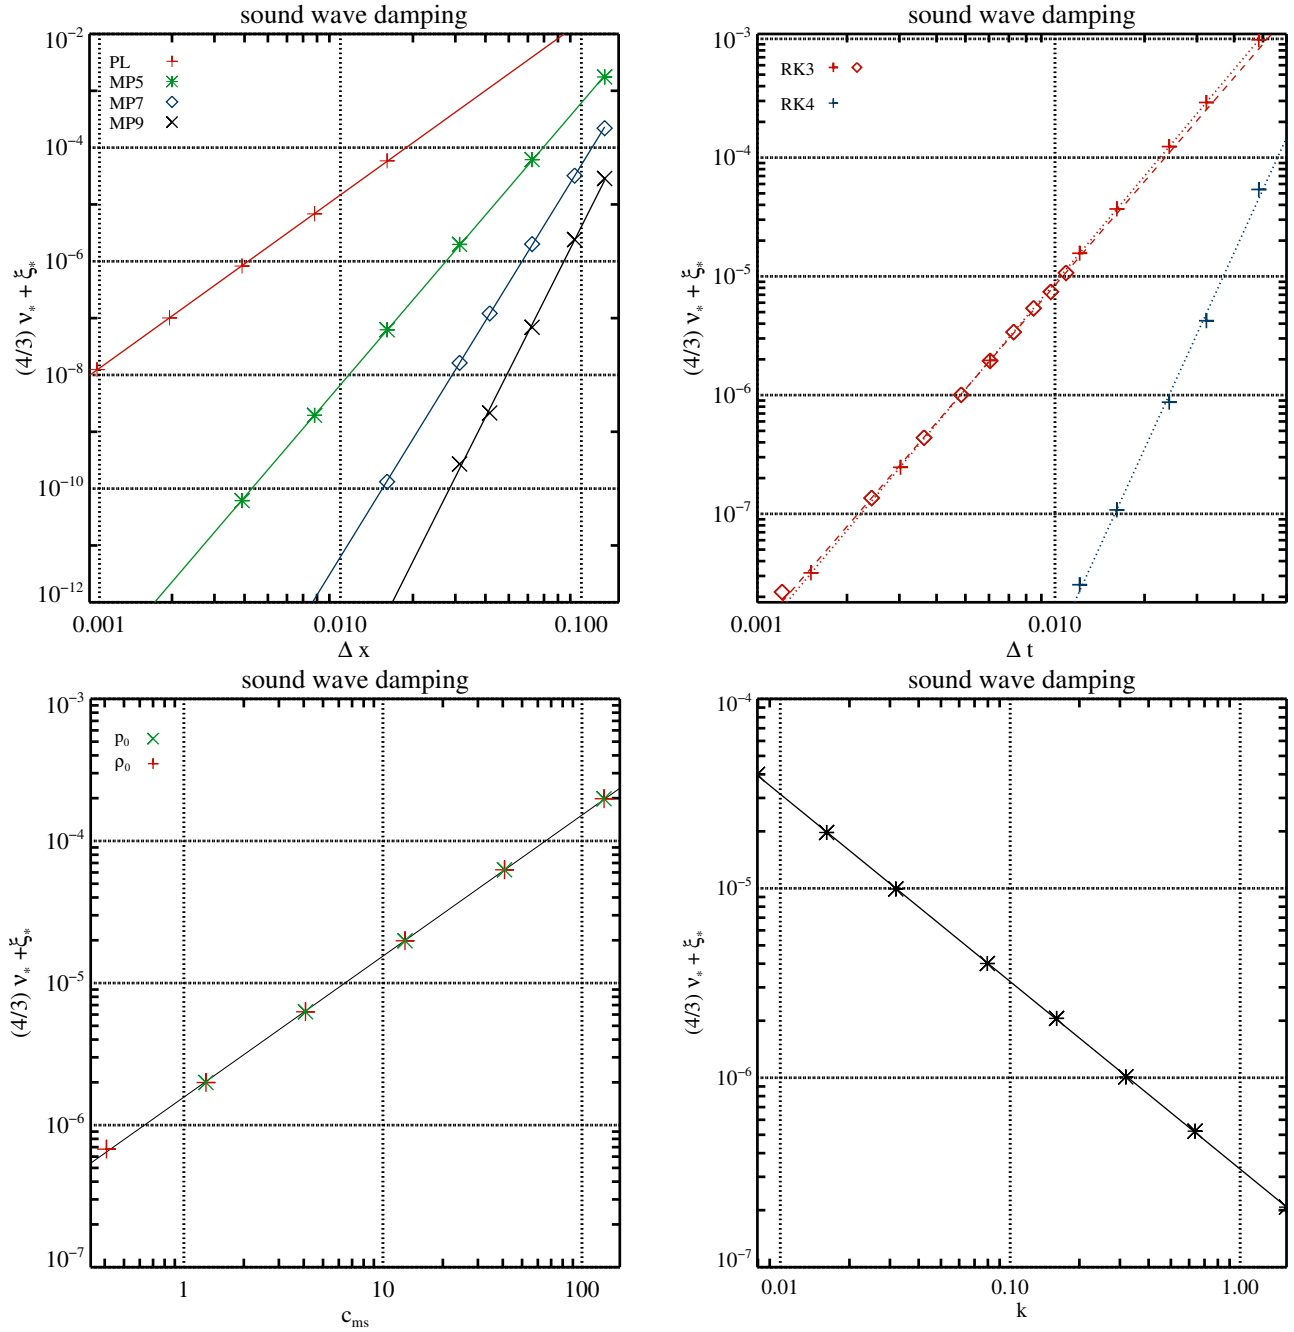 sound wave damping
10⁻²
10⁻⁴
10⁻⁶
10⁻⁸
10⁻¹⁰
10⁻¹²
(4/3) ν* + ξ*
PL
MP5
MP7
MP9
0.001 0.010 0.100
Δ x
sound wave damping
10⁻³
10⁻⁴
10⁻⁵
10⁻⁶
10⁻⁷
(4/3) ν* + ξ*
RK3
RK4
0.001 0.010
Δ t
sound wave damping
10⁻³
10⁻⁴
10⁻⁵
10⁻⁶
10⁻⁷
(4/3) ν* +ξ*
p₀
ρ₀
1 10 100
c_ms
sound wave damping
10⁻⁴
10⁻⁵
10⁻⁶
10⁻⁷
(4/3) ν* + ξ*
0.01 0.10 1.00
k